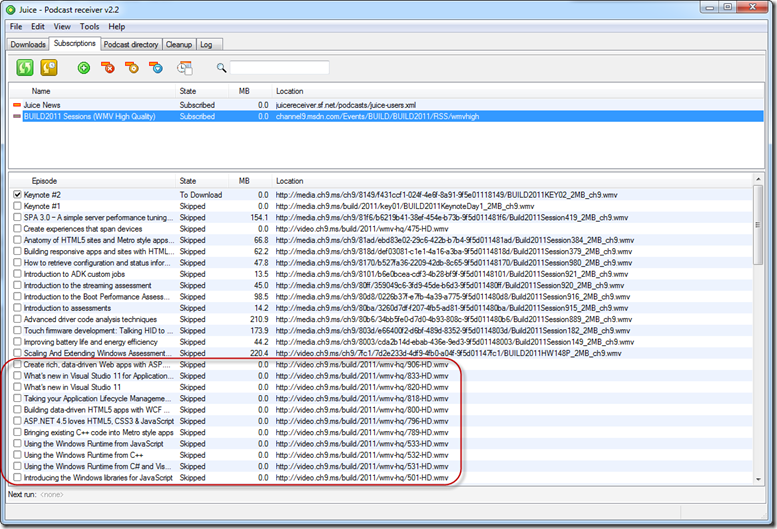 Juice - Podcast receiver v2.2
File Edit View Tools Help
Downloads Subscriptions Podcast directory Cleanup Log
Name State MB Location
Juice News Subscribed 0.0 juicereceiver.sf.net/podcasts/juice-users.xml
BUILD2011 Sessions (WMV High Quality) Subscribed 0.0 channel9.msdn.com/Events/BUILD/BUILD2011/RSS/wmvhigh
Episode State MB Location
Keynote #2 To Download 0.0 http://media.ch9.ms/ch9/8149/f431ccf1-024f-4e6f-8a91-9f5e01118149/BUILD2011KEY02_2MB_ch9.wmv
Keynote #1 Skipped 0.0 http://media.ch9.ms/build/2011/key01/BUILD2011KeynoteDay1_2MB_ch9.wmv
SPA 3.0 – A simple server performance tuning... Skipped 154.1 http://media.ch9.ms/ch9/81f6/b6219b41-38ef-454e-b73b-9f5d011481f6/Build2011Session419_2MB_ch9.wmv
Create experiences that span devices Skipped 0.0 http://video.ch9.ms/build/2011/wmv-hq/475-HD.wmv
Anatomy of HTML5 sites and Metro style apps... Skipped 66.8 http://media.ch9.ms/ch9/81ad/ebd83e02-29c6-422b-b7b4-9f5d011481ad/Build2011Session384_2MB_ch9.wmv
Building responsive apps and sites with HTML... Skipped 62.2 http://media.ch9.ms/ch9/818d/def03081-c1e1-4a16-a3ba-9f5d0114818d/Build2011Session379_2MB_ch9.wmv
How to retrieve configuration and status infor... Skipped 47.8 http://media.ch9.ms/ch9/8170/b527fa36-2209-42db-8c65-9f5d01148170/Build2011Session980_2MB_ch9.wmv
Introduction to ADK custom jobs Skipped 13.5 http://media.ch9.ms/ch9/8101/b6e0bcea-cdf3-4b28-bf9f-9f5d01148101/Build2011Session921_2MB_ch9.wmv
Introduction to the streaming assessment Skipped 45.0 http://media.ch9.ms/ch9/80ff/359049c6-3fd9-45de-b6d3-9f5d011480ff/Build2011Session920_2MB_ch9.wmv
Introduction to the Boot Performance Assess... Skipped 98.5 http://media.ch9.ms/ch9/80d8/0226b37f-e7fb-4a39-a775-9f5d011480d8/Build2011Session916_2MB_ch9.wmv
Introduction to assessments Skipped 14.2 http://media.ch9.ms/ch9/80ba/3260d7df-f207-4fb5-ad81-9f5d011480ba/Build2011Session915_2MB_ch9.wmv
Advanced driver code analysis techniques Skipped 210.9 http://media.ch9.ms/ch9/80b6/34bb5fe0-d7d0-4b93-808c-9f5d011480b6/Build2011Session189_2MB_ch9.wmv
Touch firmware development: Talking HID to ... Skipped 173.9 http://media.ch9.ms/ch9/803d/e66400f2-d6bf-489d-8352-9f5d0114803d/Build2011Session182_2MB_ch9.wmv
Improving battery life and energy efficiency Skipped 44.2 http://media.ch9.ms/ch9/8003/cda2b14d-ebab-436e-9ed3-9f5d01148003/Build2011Session149_2MB_ch9.wmv
Scaling And Extending Windows Assessment... Skipped 220.4 http://media.ch9.ms/ch9/7fc1/7d2e233d-4df9-4fb0-a04f-9f5d01147fc1/BUILD2011HW148P_2MB_ch9.wmv
Create rich, data-driven Web apps with ASP.... Skipped 0.0 http://video.ch9.ms/build/2011/wmv-hq/906-HD.wmv
What's new in Visual Studio 11 for Application... Skipped 0.0 http://video.ch9.ms/build/2011/wmv-hq/833-HD.wmv
What's new in Visual Studio 11 Skipped 0.0 http://video.ch9.ms/build/2011/wmv-hq/820-HD.wmv
Taking your Application Lifecycle Manageme... Skipped 0.0 http://video.ch9.ms/build/2011/wmv-hq/818-HD.wmv
Building data-driven HTML5 apps with WCF ... Skipped 0.0 http://video.ch9.ms/build/2011/wmv-hq/800-HD.wmv
ASP.NET 4.5 loves HTML5, CSS3 & JavaScript Skipped 0.0 http://video.ch9.ms/build/2011/wmv-hq/796-HD.wmv
Bringing existing C++ code into Metro style apps Skipped 0.0 http://video.ch9.ms/build/2011/wmv-hq/789-HD.wmv
Using the Windows Runtime from JavaScript Skipped 0.0 http://video.ch9.ms/build/2011/wmv-hq/533-HD.wmv
Using the Windows Runtime from C++ Skipped 0.0 http://video.ch9.ms/build/2011/wmv-hq/532-HD.wmv
Using the Windows Runtime from C# and Vis... Skipped 0.0 http://video.ch9.ms/build/2011/wmv-hq/531-HD.wmv
Introducing the Windows libraries for JavaScript Skipped 0.0 http://video.ch9.ms/build/2011/wmv-hq/501-HD.wmv
Next run: <none>